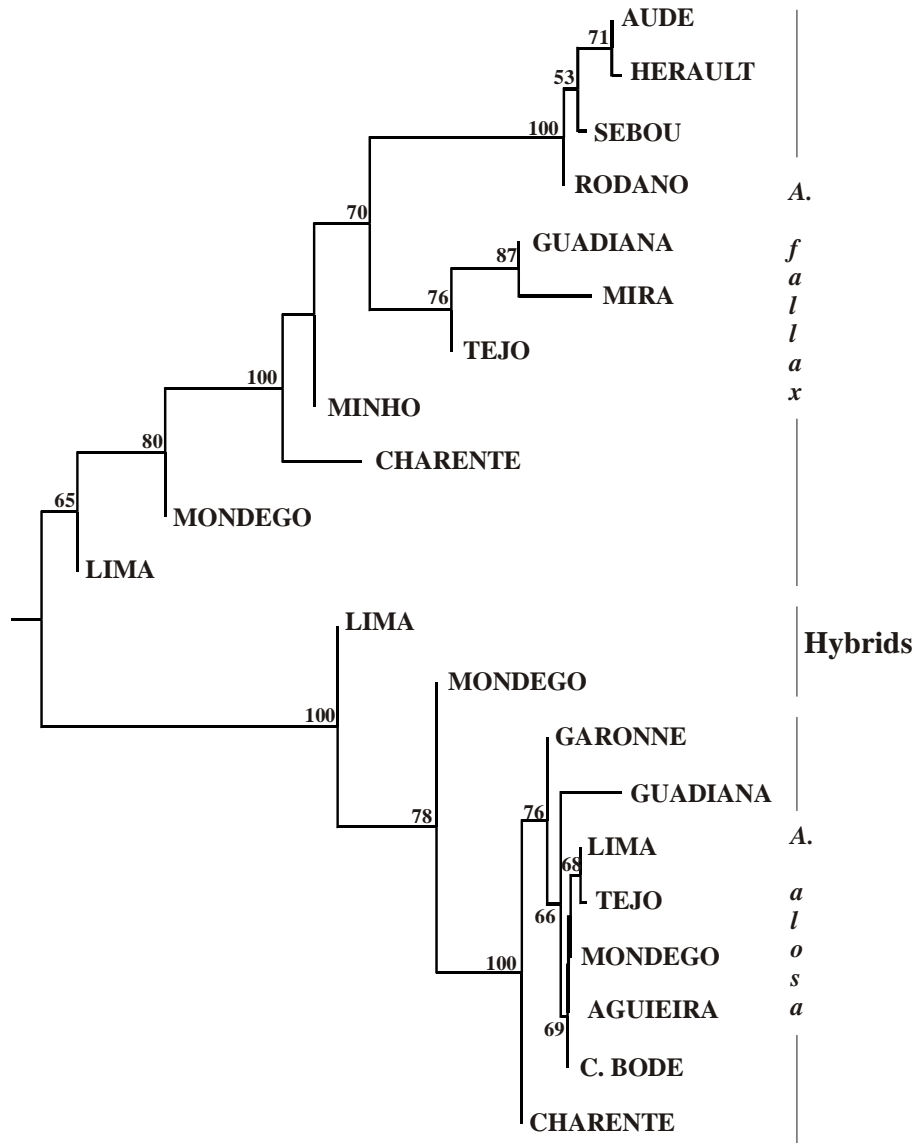 AUDE
71
HERAULT
53
SEBOU
100
RODANO
A.
70
GUADIANA
f
87
a
MIRA
76
l
l
TEJO
a
100
x
MINHO
80
CHARENTE
65
MONDEGO
LIMA
LIMA
Hybrids
MONDEGO
100
GARONNE
GUADIANA
78
76
A.
LIMA
68
TEJO
a
66
l
MONDEGO
o
100
s
AGUIEIRA
a
69
C. BODE
CHARENTE